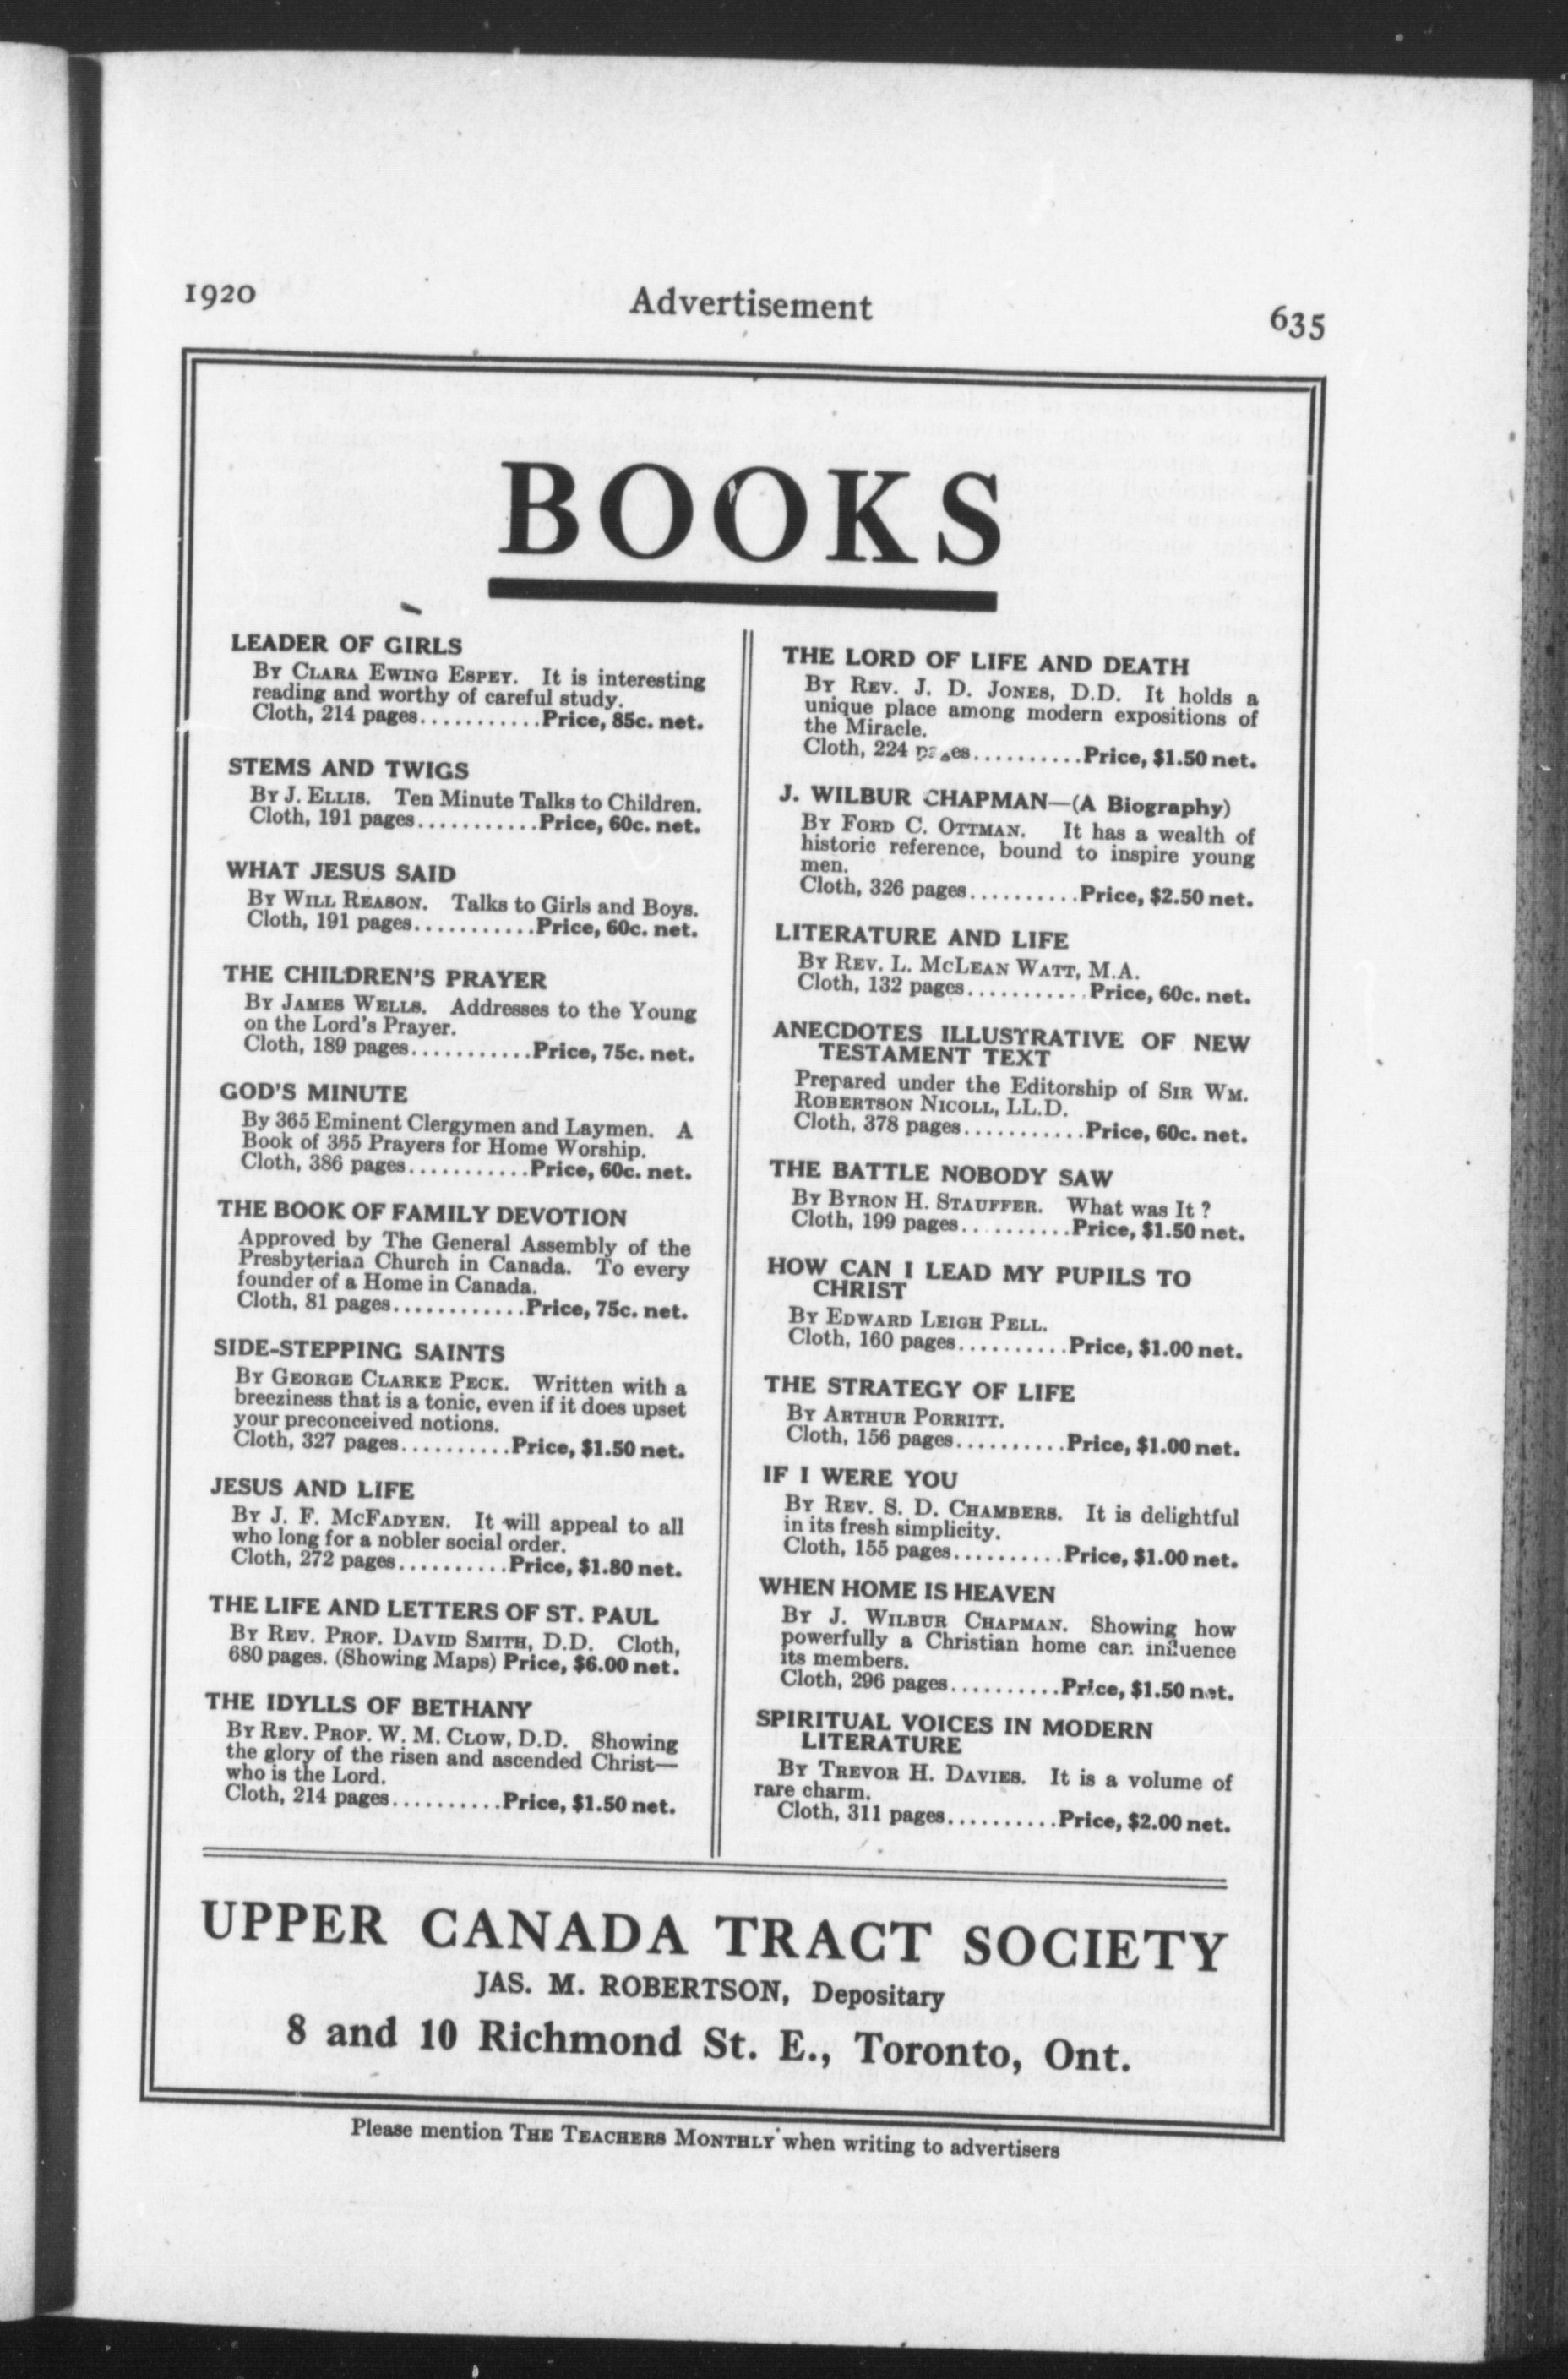 1920
Advertisement
635
BOOKS
LEADER OF GIRLS
BY CLARA EWING ESPEY. It is interesting
reading and worthy of careful study.
Cloth, 214 pages...........Price, 85c. net.
STEMS AND TWIGS
BY J. ELLIS. Ten Minute Talks to Children.
Cloth, 191 pages...........Price, 60c. net.
WHAT JESUS SAID
BY WILL REASON. Talks to Girls and Boys.
Cloth, 191 pages...........Price, 60c. net.
THE CHILDREN'S PRAYER
BY JAMES WELLS. Addresses to the Young
on the Lord's Prayer.
Cloth, 189 pages...........Price, 75c. net.
GOD'S MINUTE
By 365 Eminent Clergymen and Laymen. A
Book of 365 Prayers for Home Worship.
Cloth, 386 pages...........Price, 60c. net.
THE BOOK OF FAMILY DEVOTION
Approved by The General Assembly of the
Presbyterian Church in Canada. To every
founder of a Home in Canada.
Cloth, 81 pages............Price, 75c. net.
SIDE-STEPPING SAINTS
BY GEORGE CLARKE PECK. Written with a
breeziness that is a tonic, even if it does upset
your preconceived notions.
Cloth, 327 pages..........Price, $1.50 net.
JESUS AND LIFE
BY J. F. MCFADYEN. It will appeal to all
who long for a nobler social order.
Cloth, 272 pages..........Price, $1.80 net.
THE LIFE AND LETTERS OF ST. PAUL
BY REV. PROF. DAVID SMITH, D.D. Cloth,
680 pages. (Showing Maps) Price, $6.00 net.
THE IDYLLS OF BETHANY
BY REV. PROF. W. M. CLOW, D.D. Showing
the glory of the risen and ascended Christ—
who is the Lord.
Cloth, 214 pages..........Price, $1.50 net.
THE LORD OF LIFE AND DEATH
BY REV. J. D. JONES, D.D. It holds a
unique place among modern expositions of
the Miracle.
Cloth, 224 pages..........Price, $1.50 net.
J. WILBUR CHAPMAN—(A Biography)
BY FORD C. OTTMAN. It has a wealth of
historic reference, bound to inspire young
men.
Cloth, 326 pages..........Price, $2.50 net.
LITERATURE AND LIFE
BY REV. L. MCLEAN WATT, M.A.
Cloth, 132 pages...........Price, 60c. net.
ANECDOTES ILLUSTRATIVE OF NEW
TESTAMENT TEXT
Prepared under the Editorship of SIR WM.
ROBERTSON NICOLL, LL.D.
Cloth, 378 pages...........Price, 60c. net.
THE BATTLE NOBODY SAW
BY BYRON H. STAUFFER. What was It ?
Cloth, 199 pages..........Price, $1.50 net.
HOW CAN I LEAD MY PUPILS TO
CHRIST
BY EDWARD LEIGH PELL.
Cloth, 160 pages..........Price, $1.00 net.
THE STRATEGY OF LIFE
BY ARTHUR PORRITT.
Cloth, 156 pages..........Price, $1.00 net.
IF I WERE YOU
BY REV. S. D. CHAMBERS. It is delightful
in its fresh simplicity.
Cloth, 155 pages..........Price, $1.00 net.
WHEN HOME IS HEAVEN
BY J. WILBUR CHAPMAN. Showing how
powerfully a Christian home can influence
its members.
Cloth, 296 pages..........Price, $1.50 net.
SPIRITUAL VOICES IN MODERN
LITERATURE
BY TREVOR H. DAVIES. It is a volume of
rare charm.
Cloth, 311 pages..........Price, $2.00 net.
UPPER CANADA TRACT SOCIETY
JAS. M. ROBERTSON, Depositary
8 and 10 Richmond St. E., Toronto, Ont.
Please mention THE TEACHERS MONTHLY when writing to advertisers